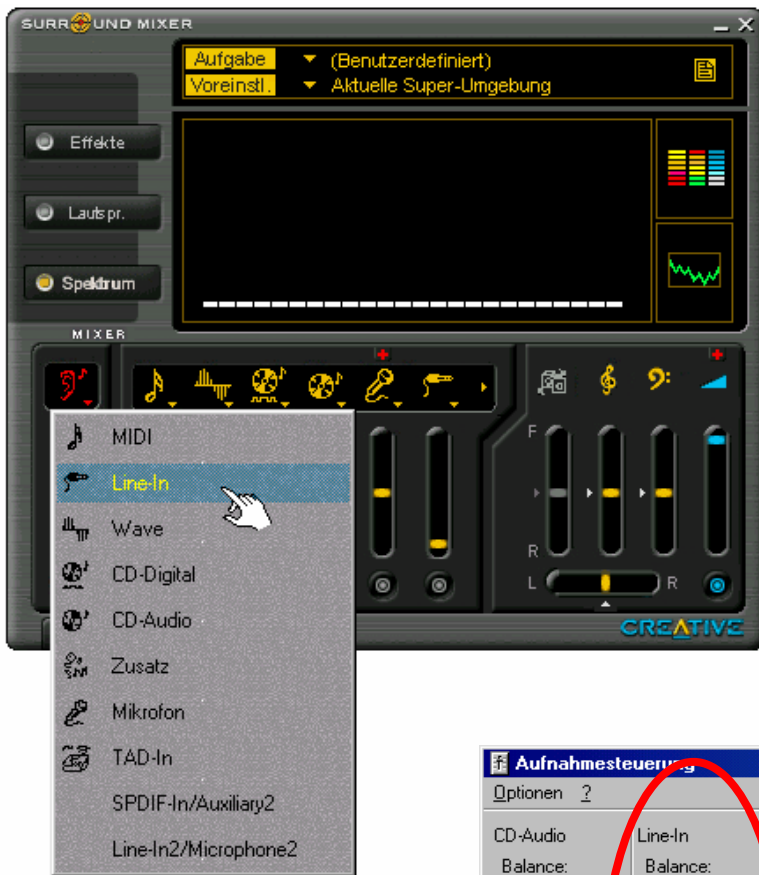 SURROUND MIXER
Aufgabe (Benutzerdefiniert)
Voreinstl. Aktuelle Super-Umgebung
Effekte
Lautspr.
Spektrum
MIXER
F
R
L R
CREATIVE
MIDI
Line-In
Wave
CD-Digital
CD-Audio
Zusatz
Mikrofon
TAD-In
SPDIF-In/Auxiliary2
Line-In2/Microphone2
Aufnahmesteuerung
Optionen ?
CD-Audio Line-In
Balance: Balance: